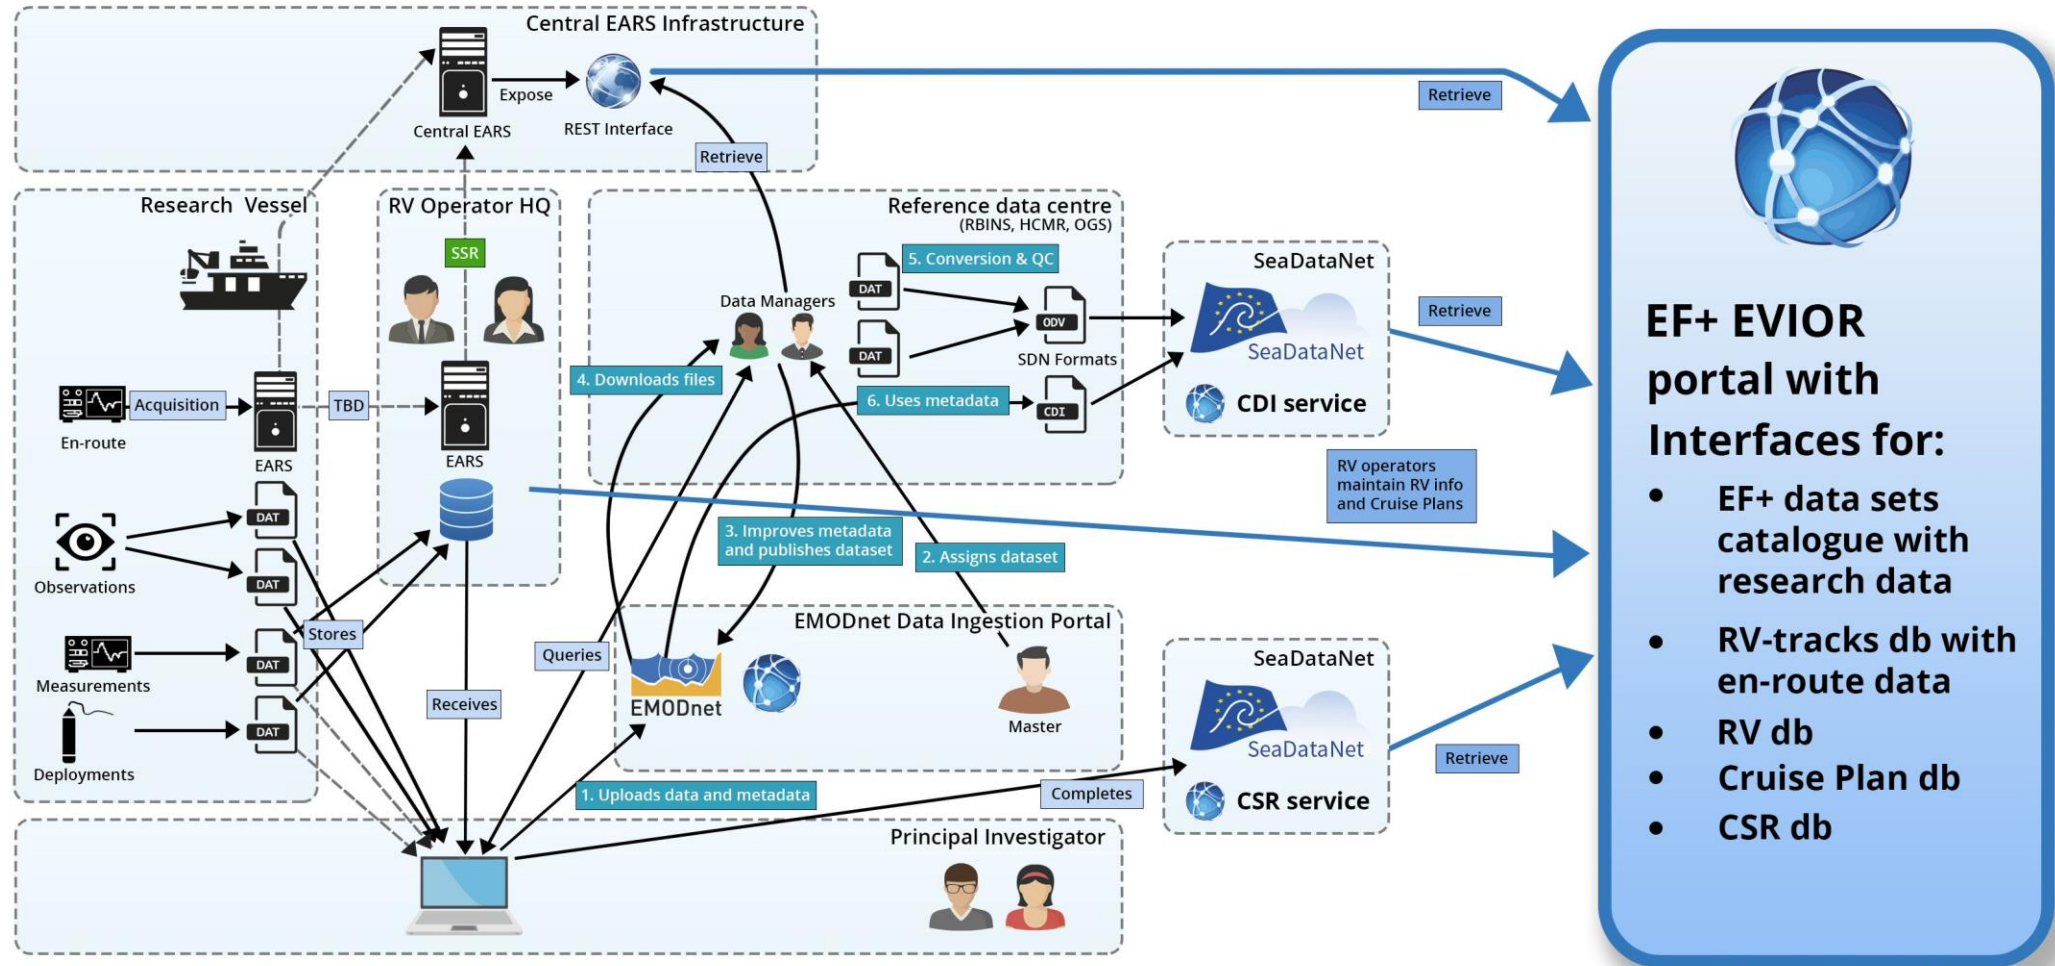 Central EARS Infrastructure
Expose
Central EARS
REST Interface
Retrieve
Retrieve
Research Vessel
RV Operator HQ
SSR
Acquisition
En-route
EARS
TBD
EARS
DAT
DAT
Observations
Stores
DAT
Measurements
DAT
Deployments
Receives
Reference data centre
(RBINS, HCMR, OGS)
5. Conversion & QC
Data Managers
DAT
DAT
ODV
SDN Formats
4. Downloads files
6. Uses metadata
CDI
3. Improves metadata
and publishes dataset
2. Assigns dataset
Queries
EMODnet Data Ingestion Portal
EMODnet
Master
1. Uploads data and metadata
Completes
Principal Investigator
SeaDataNet
SeaDataNet
CDI service
Retrieve
RV operators
maintain RV info
and Cruise Plans
SeaDataNet
SeaDataNet
CSR service
Retrieve
EF+ EVIOR
portal with
Interfaces for:
• EF+ data sets
catalogue with
research data
• RV-tracks db with
en-route data
• RV db
• Cruise Plan db
• CSR db